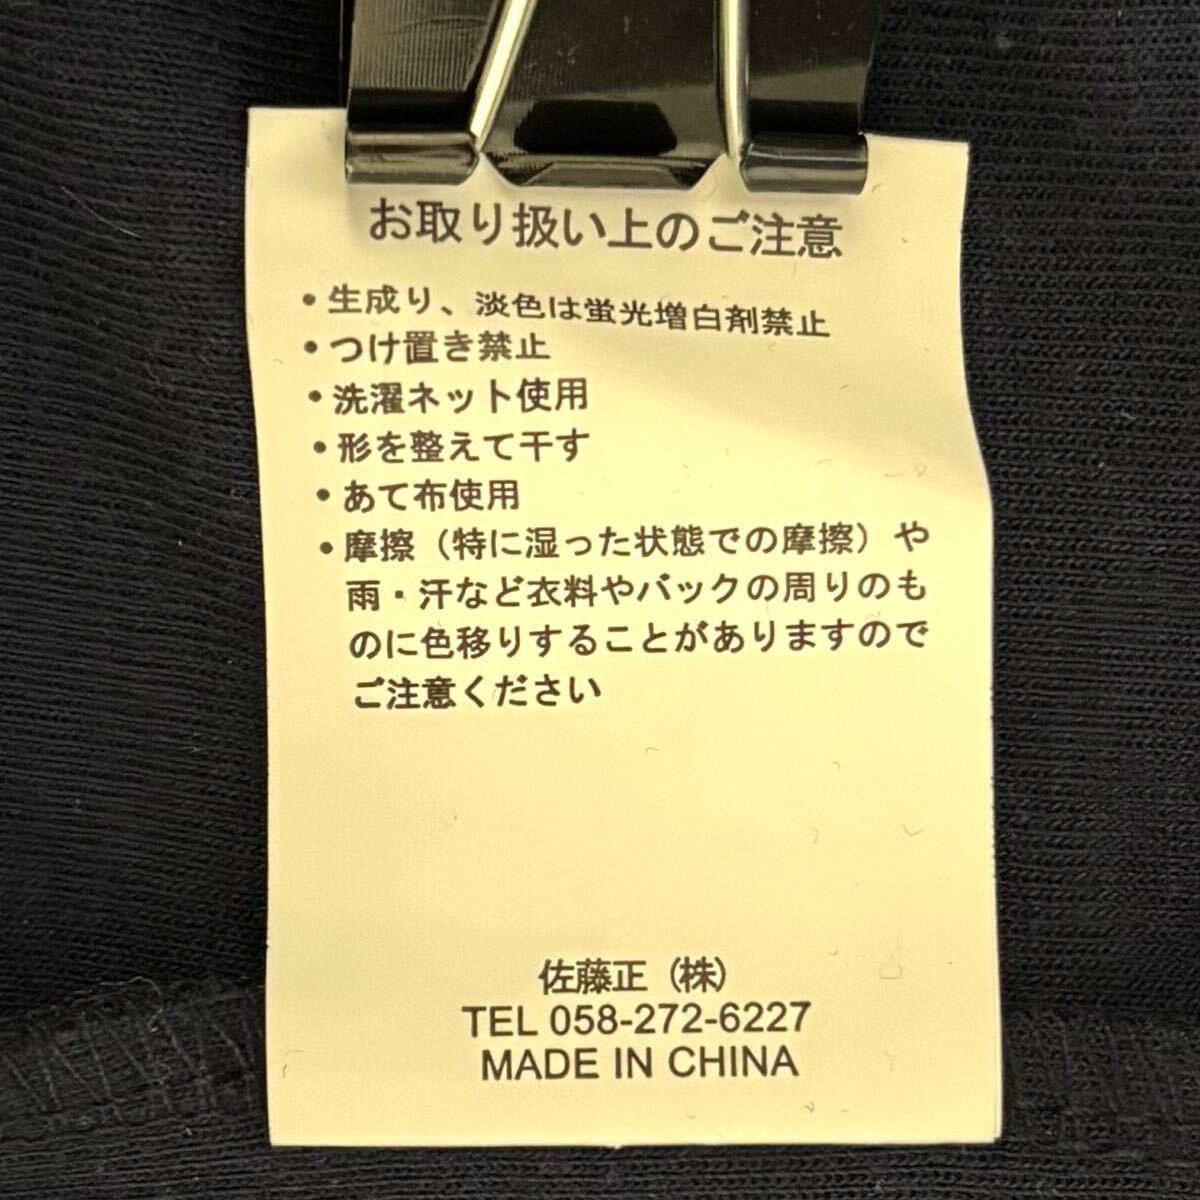 お取り扱い上のご注意
・生成り、淡色は蛍光増白剤禁止
・つけ置き禁止
・洗濯ネット使用
・形を整えて干す
・あて布使用
・摩擦（特に湿った状態での摩擦）や
雨・汗など衣料やバックの周りのも
のに色移りすることがありますので
ご注意ください
佐藤正（株）
TEL 058-272-6227
MADE IN CHINA